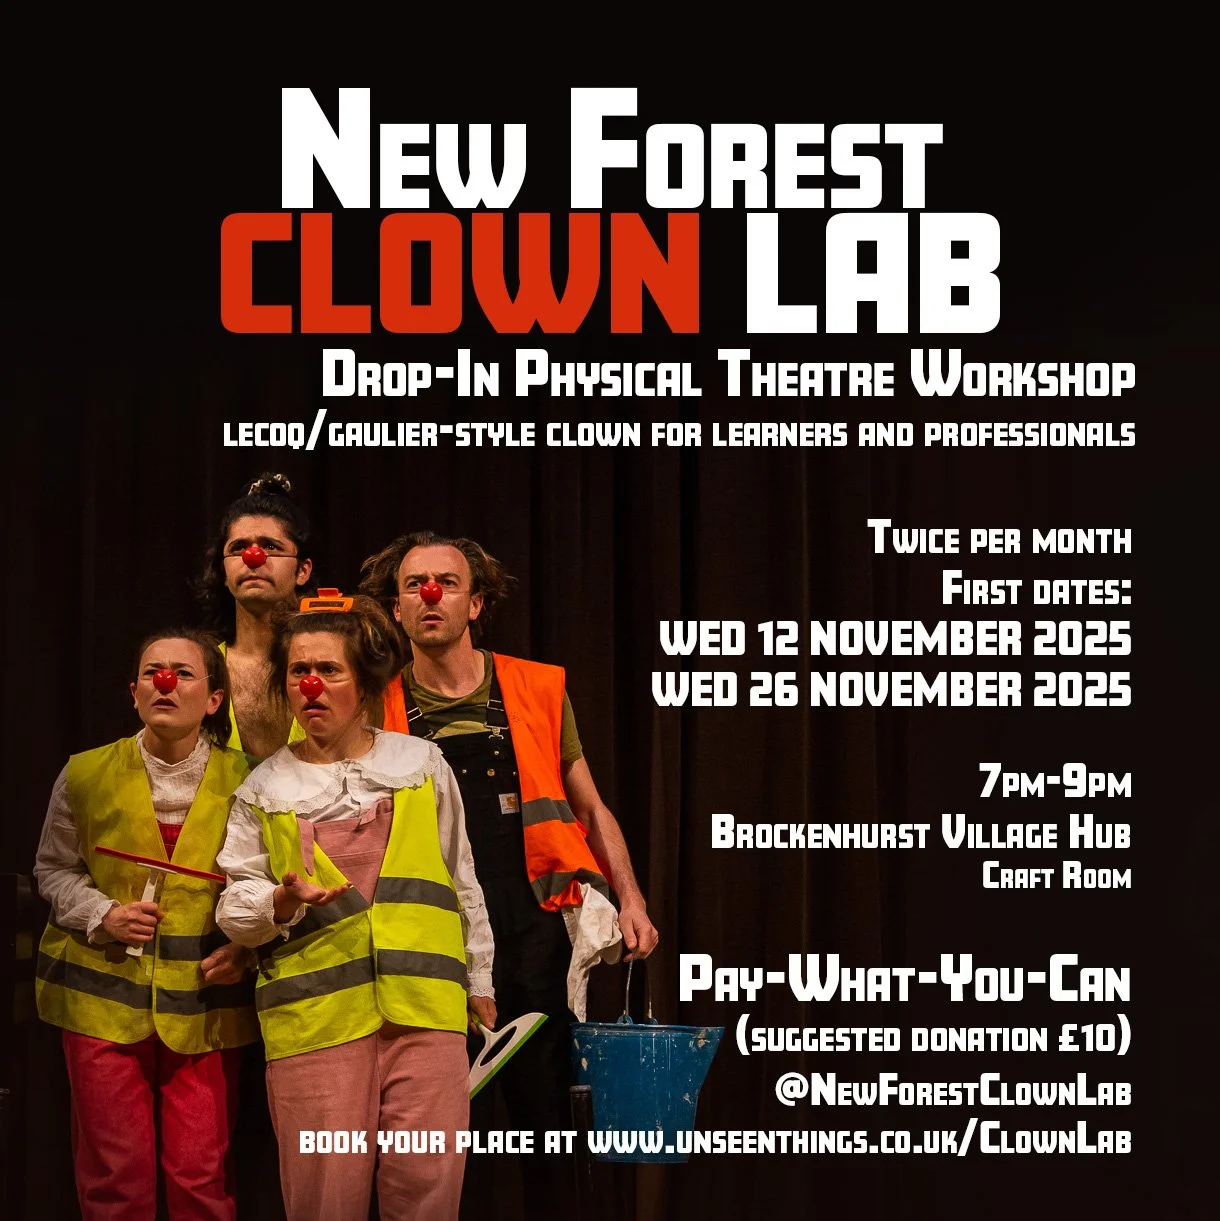 New Forest
CLOWN LAB
Drop-In Physical Theatre Workshop
lecoq/gaulier-style clown for learners and professionals
Twice per month
First dates:
WED 12 NOVEMBER 2025
WED 26 NOVEMBER 2025
7pm-9pm
Brockenhurst Village Hub
Craft Room
Pay-What-You-Can
(suggested donation £10)
@NewForestClownLab
book your place at www.unseenthings.co.uk/ClownLab